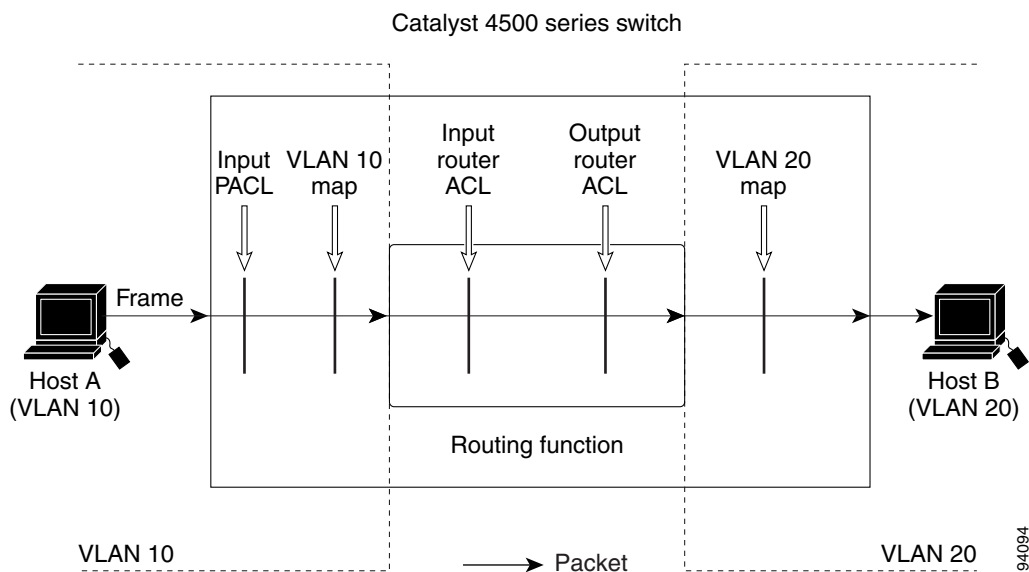 Catalyst 4500 series switch
Input
PACL
VLAN 10
map
Input
router
ACL
Output
router
ACL
VLAN 20
map
Frame
Host A
(VLAN 10)
Host B
(VLAN 20)
Routing function
VLAN 10
Packet
VLAN 20
94094